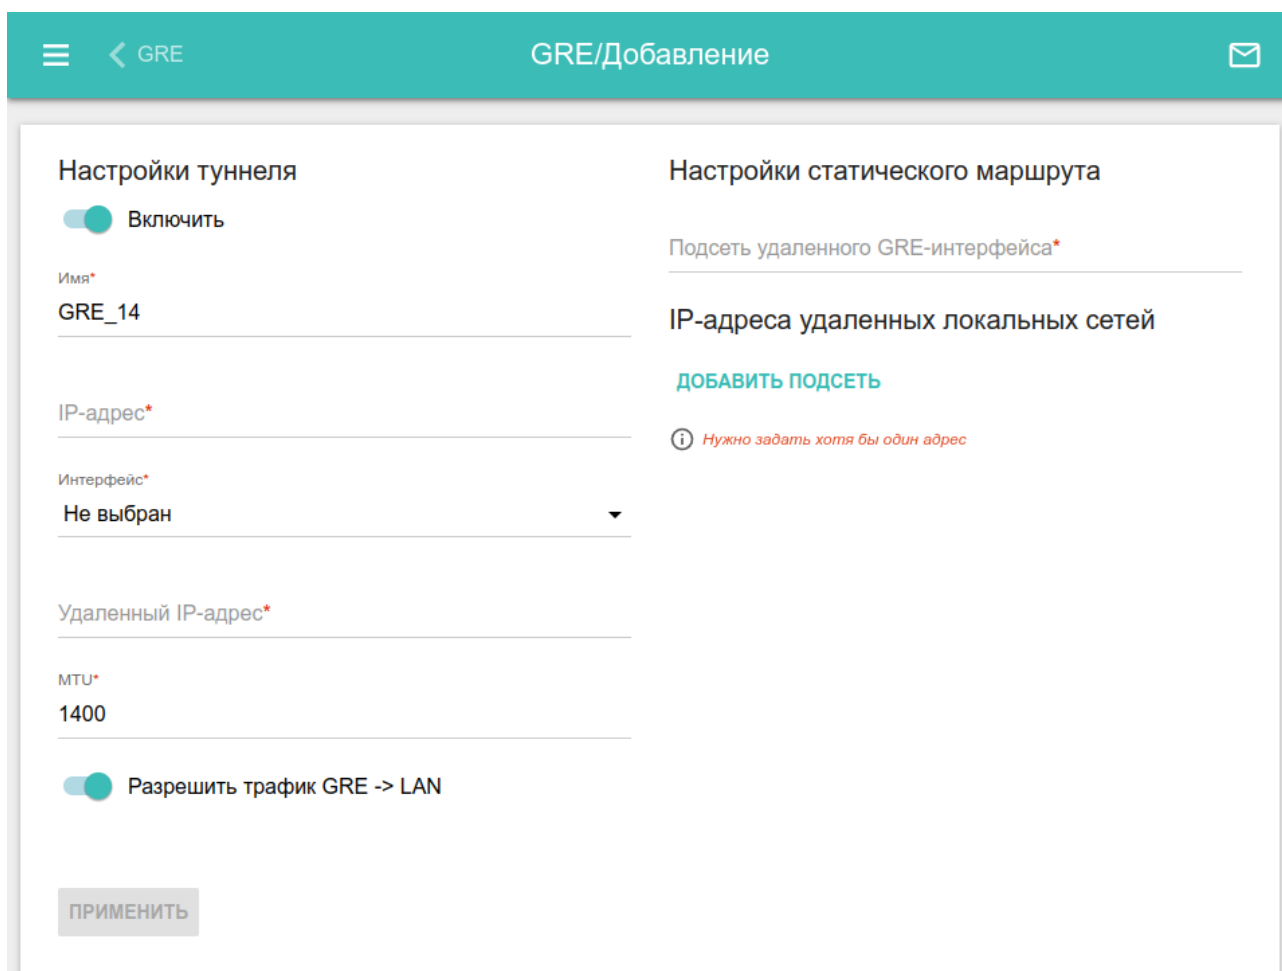 GRE
GRE/Добавление
Настройки туннеля
Включить
Имя*
GRE_14
IP-адрес*
Интерфейс*
Не выбран
Удаленный IP-адрес*
MTU*
1400
Разрешить трафик GRE -> LAN
ПРИМЕНИТЬ
Настройки статического маршрута
Подсеть удаленного GRE-интерфейса*
IP-адреса удаленных локальных сетей
ДОБАВИТЬ ПОДСЕТЬ
Нужно задать хотя бы один адрес